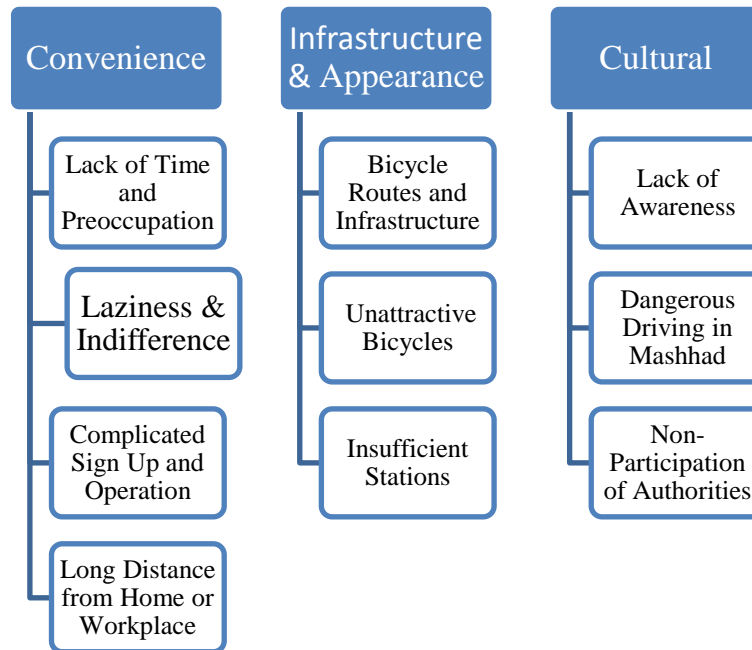 Convenience
Lack of Time
and
Preoccupation
Laziness &
Indifference
Complicated
Sign Up and
Operation
Long Distance
from Home or
Workplace
Infrastructure
& Appearance
Bicycle
Routes and
Infrastructure
Unattractive
Bicycles
Insufficient
Stations
Cultural
Lack of
Awareness
Dangerous
Driving in
Mashhad
Non-
Participation
of Authorities